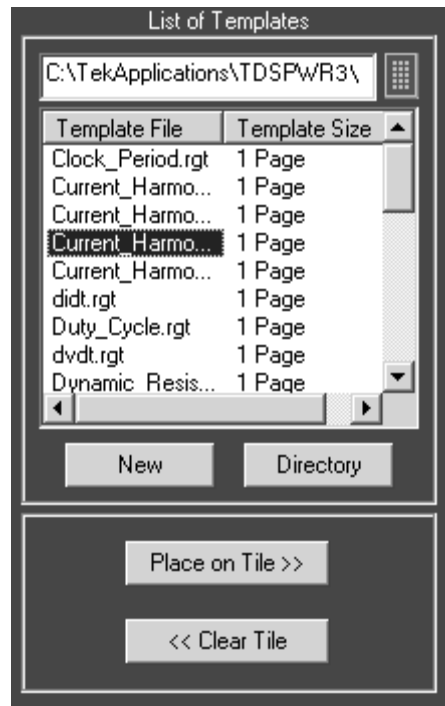 List of Templates
C:\TekApplications\TDSPWR3\
Template File Template Size
Clock_Period.rgt 1 Page
Current_Harmo... 1 Page
Current_Harmo... 1 Page
Current_Harmo... 1 Page
Current_Harmo... 1 Page
didt.rgt 1 Page
Duty_Cycle.rgt 1 Page
dvdt.rgt 1 Page
Dynamic_Resis... 1 Page
New Directory
Place on Tile >>
<< Clear Tile